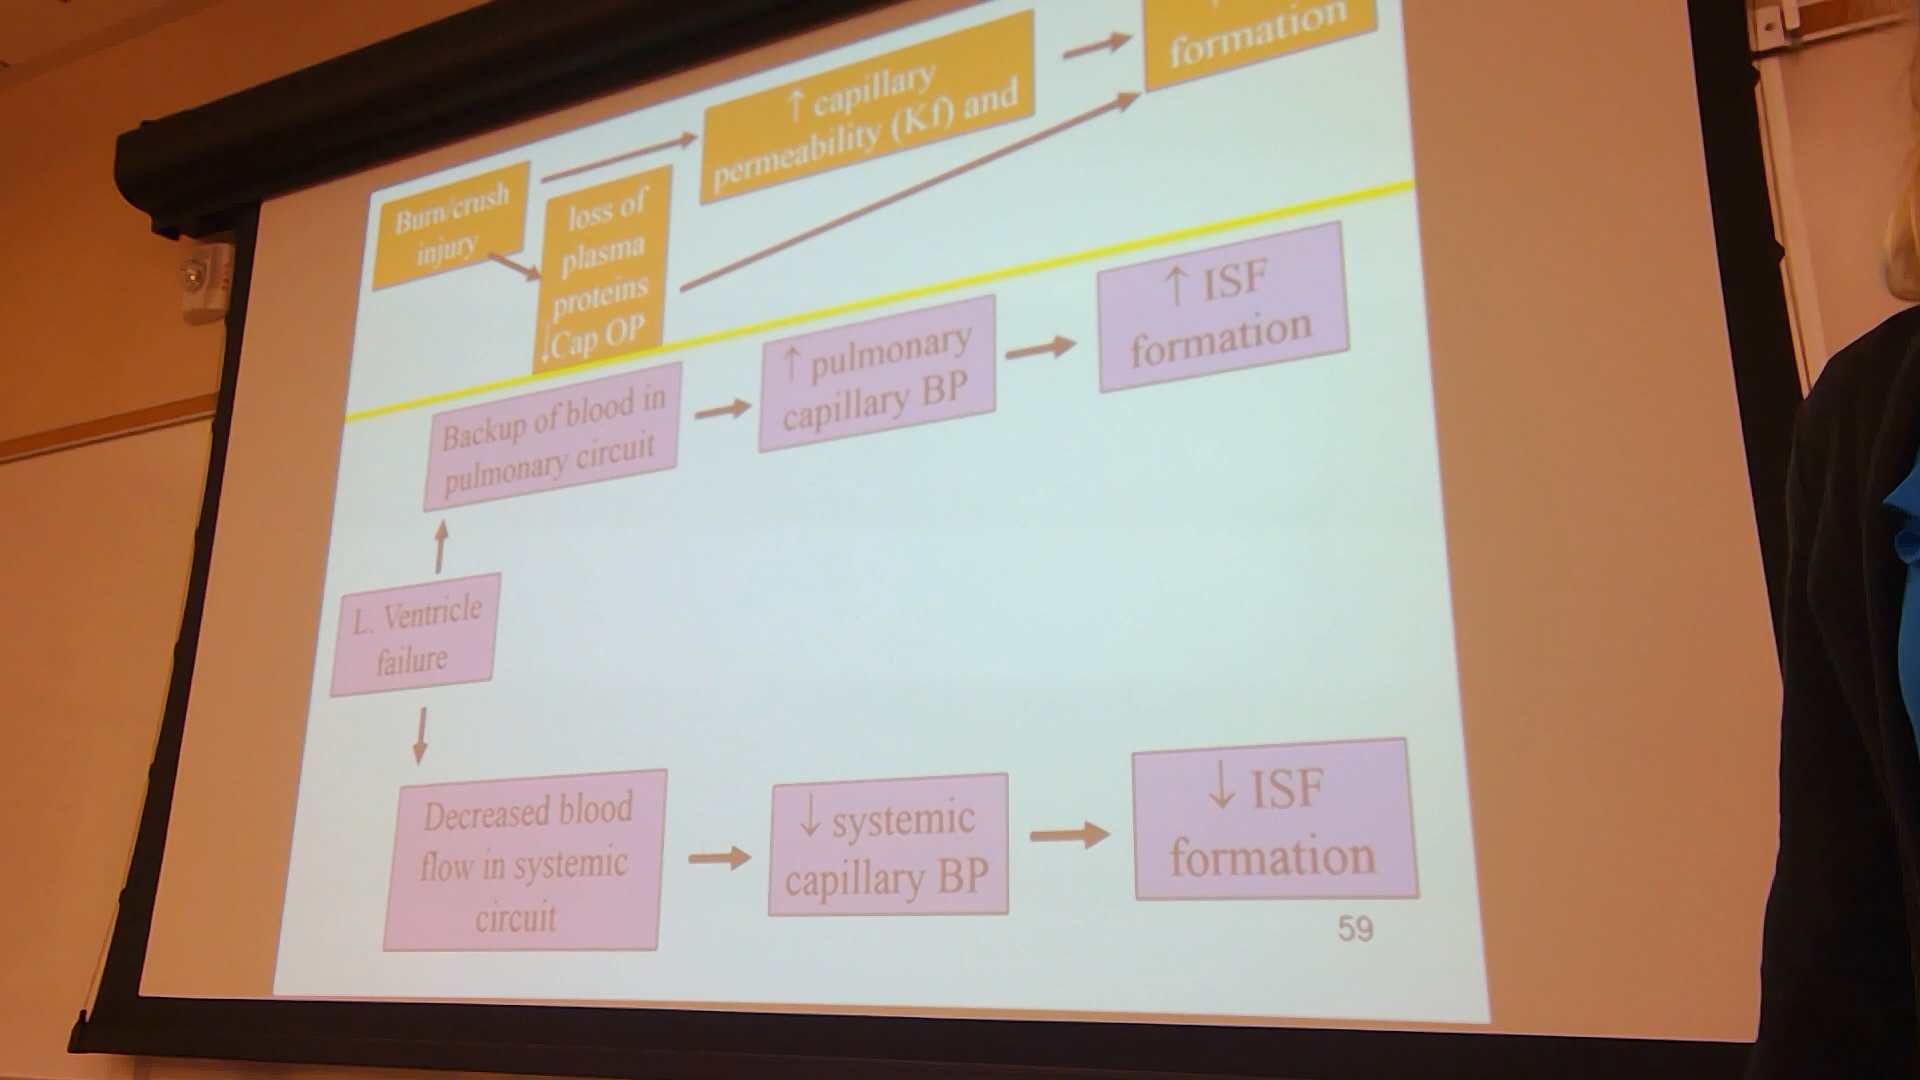 formation
↑ capillary
permeability (Kf) and
Burn/crush
injury
loss of
plasma
proteins
↓Cap OP
Backup of blood in
pulmonary circuit
↑ pulmonary
capillary BP
↑ ISF
formation
L. Ventricle
failure
Decreased blood
flow in systemic
circuit
↓ systemic
capillary BP
↓ ISF
formation
59